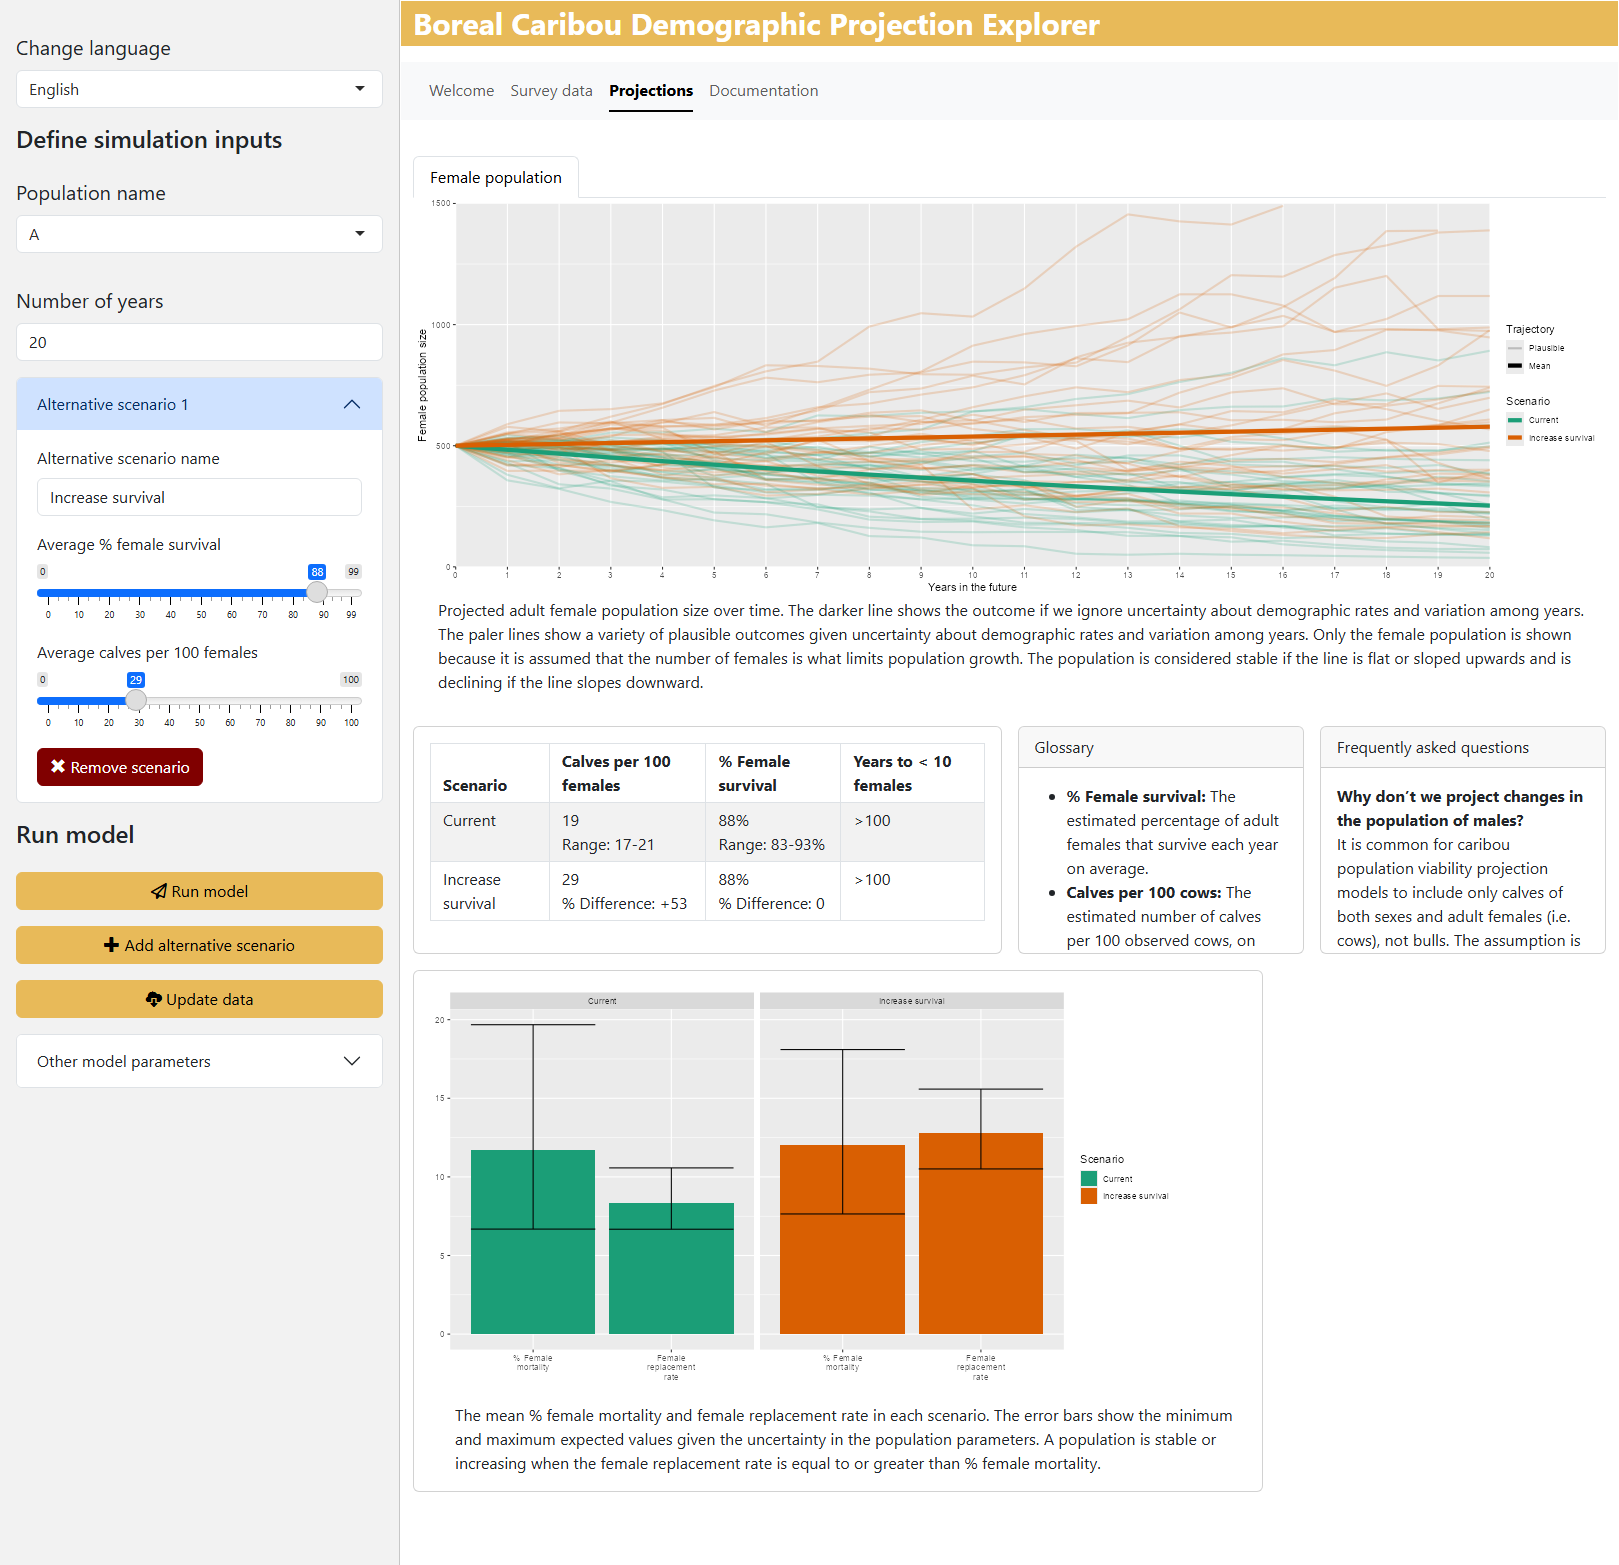 Change language
English
Define simulation inputs
Population name
A
Number of years
20
Alternative scenario 1
Alternative scenario name
Increase survival
Average % female survival
0 88 99
0 10 20 30 40 50 60 70 80 90 99
Average calves per 100 females
0 29 100
0 10 20 30 40 50 60 70 80 90 100
Remove scenario
Run model
Run model
Add alternative scenario
Update data
Other model parameters
Boreal Caribou Demographic Projection Explorer
Welcome Survey data Projections Documentation
Female population
Female population size
1500
1000
500
0
0 1 2 3 4 5 6 7 8 9 10 11 12 13 14 15 16 17 18 19 20
Years in the future
Trajectory
Plausible
Mean
Scenario
Current
Increase survival
Projected adult female population size over time. The darker line shows the outcome if we ignore uncertainty about demographic rates and variation among years.
The paler lines show a variety of plausible outcomes given uncertainty about demographic rates and variation among years. Only the female population is shown
because it is assumed that the number of females is what limits population growth. The population is considered stable if the line is flat or sloped upwards and is
declining if the line slopes downward.
Scenario
Calves per 100
females
% Female
survival
Years to < 10
females
Current
19
Range: 17-21
88%
Range: 83-93%
>100
Increase
survival
29
% Difference: +53
88%
% Difference: 0
>100
Glossary
% Female survival: The
estimated percentage of adult
females that survive each year
on average.
Calves per 100 cows: The
estimated number of calves
per 100 observed cows, on
Frequently asked questions
Why don't we project changes in
the population of males?
It is common for caribou
population viability projection
models to include only calves of
both sexes and adult females (i.e.
cows), not bulls. The assumption is
Current
Increase survival
20
15
10
5
0
% Female
mortality
Female
replacement
rate
% Female
mortality
Female
replacement
rate
Scenario
Current
Increase survival
The mean % female mortality and female replacement rate in each scenario. The error bars show the minimum
and maximum expected values given the uncertainty in the population parameters. A population is stable or
increasing when the female replacement rate is equal to or greater than % female mortality.